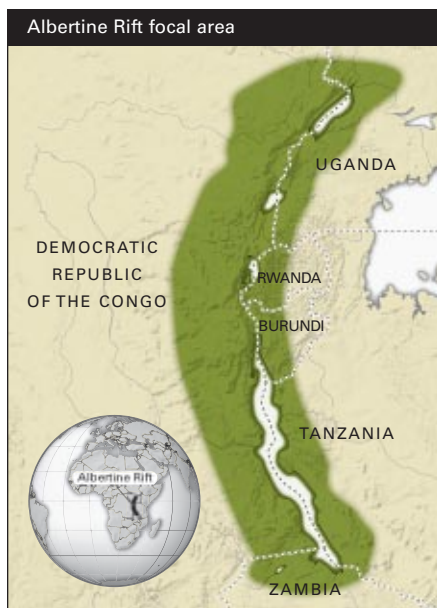 Albertine Rift focal area
UGANDA
DEMOCRATIC
REPUBLIC
OF THE CONGO
RWANDA
BURUNDI
TANZANIA
Albertine Rift
ZAMBIA